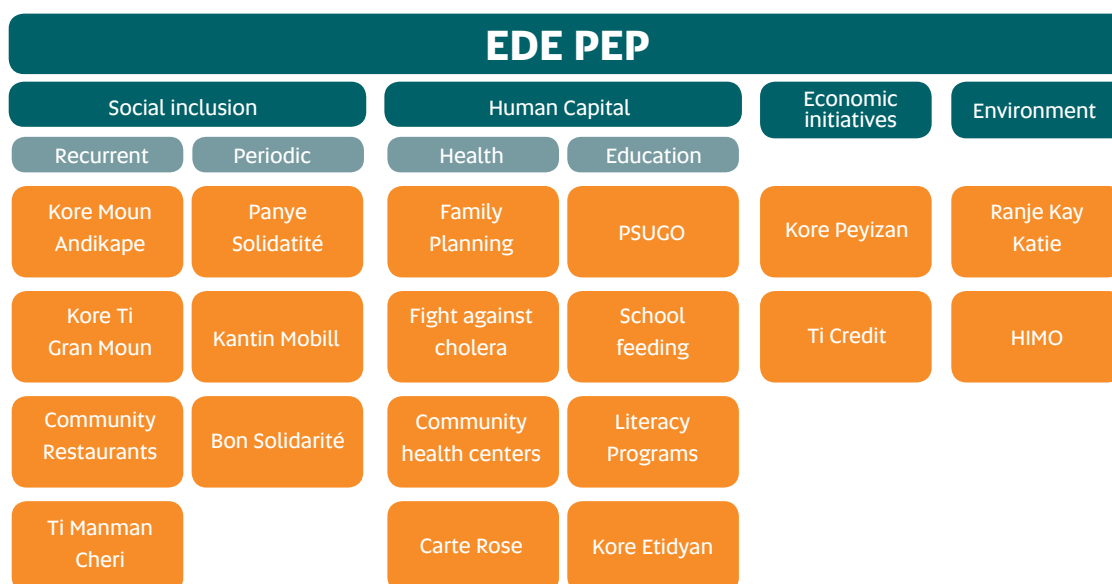 EDE PEP
Social inclusion
Human Capital
Economic
initiatives
Environment
Recurrent
Periodic
Health
Education
Kore Moun
Andikape
Panye
Solidatité
Family
Planning
PSUGO
Kore Peyizan
Ranje Kay
Katie
Kore Ti
Gran Moun
Kantin Mobill
Fight against
cholera
School
feeding
Ti Credit
HIMO
Community
Restaurants
Bon Solidarité
Community
health centers
Literacy
Programs
Ti Manman
Cheri
Carte Rose
Kore Etidyan